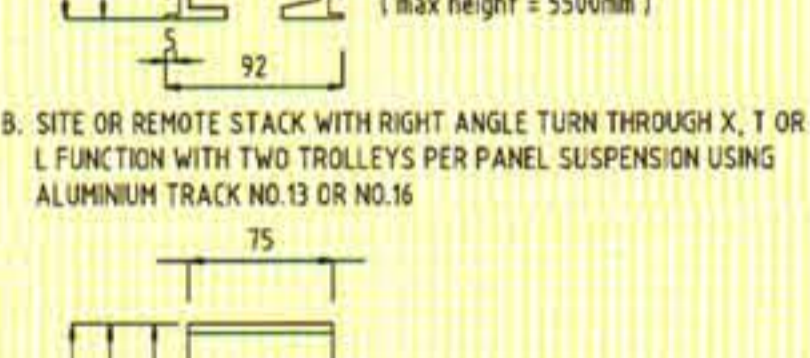 ( max height = 5500mm )
5
92
B. SITE OR REMOTE STACK WITH RIGHT ANGLE TURN THROUGH X, T OR
L FUNCTION WITH TWO TROLLEYS PER PANEL SUSPENSION USING
ALUMINIUM TRACK NO.13 OR NO.16
75